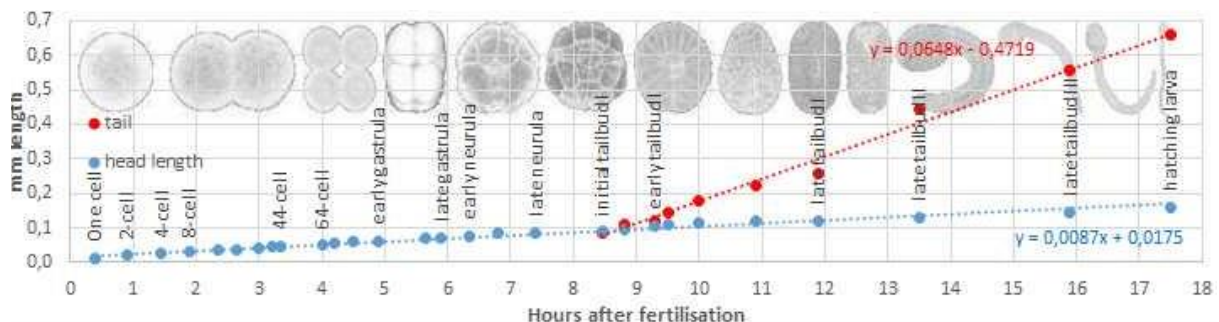 0,7
0,6
0,5
0,4
0,3
0,2
0,1
0,0
mm length
tail
head length
y = 0,0648x - 0,4719
y = 0,0087x + 0,0175
One cell
2-cell
4-cell
8-cell
44-cell
64-cell
early gastrula
late gastrula
early neurula
late neurula
initial tailbud I
early tailbud I
late tailbud I
late tailbud II
late tailbud III
hatching larva
0 1 2 3 4 5 6 7 8 9 10 11 12 13 14 15 16 17 18
Hours after fertilisation